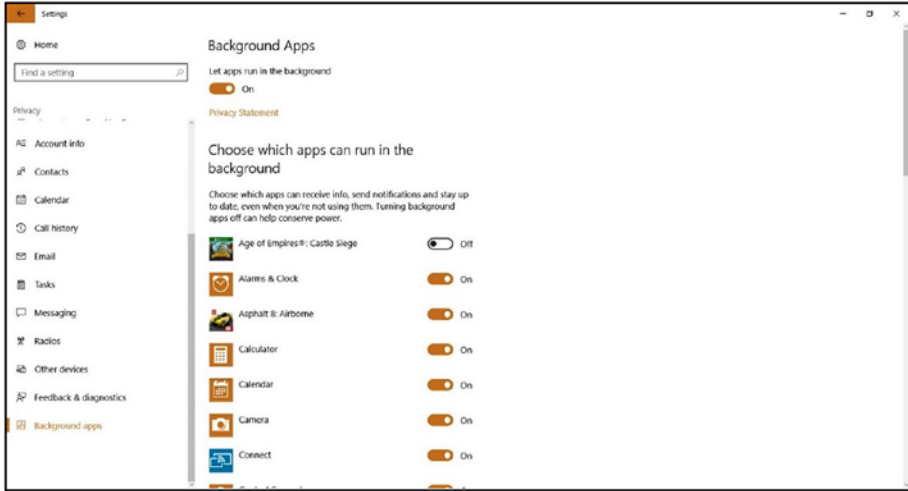 Settings
Home
Find a setting
Privacy
Account info
Contacts
Calendar
Call history
Email
Tasks
Messaging
Radios
Other devices
Feedback & diagnostics
Background apps
Background Apps
Let apps run in the background
On
Privacy Statement
Choose which apps can run in the
background
Choose which apps can receive info, send notifications and stay up
to date, even when you're not using them. Turning background
apps off can help conserve power.
Age of Empires®: Castle Siege Off
Alarms & Clock On
Asphalt 8: Airborne On
Calculator On
Calendar On
Camera On
Connect On